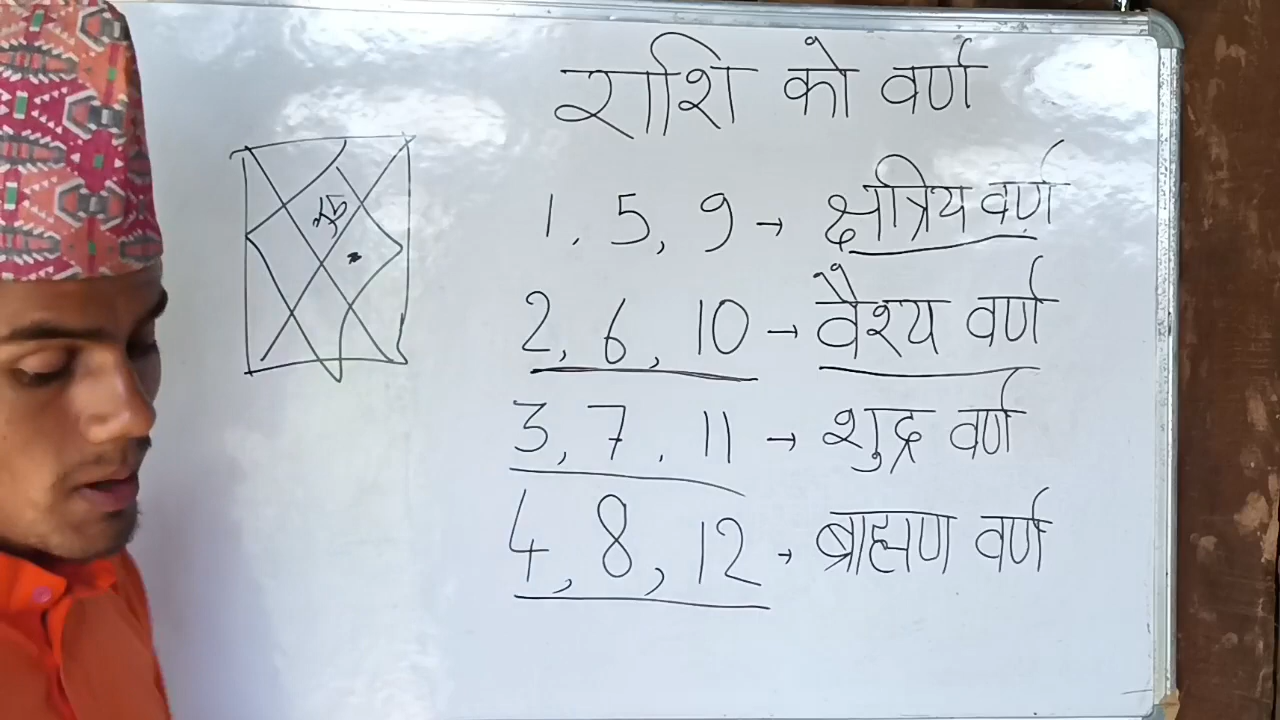 राशि को वर्ण
1, 5, 9 → क्षत्रिय वर्ण
2, 6, 10 → वैश्य वर्ण
3, 7, 11 → शुद्र वर्ण
4, 8, 12 → ब्राह्मण वर्ण